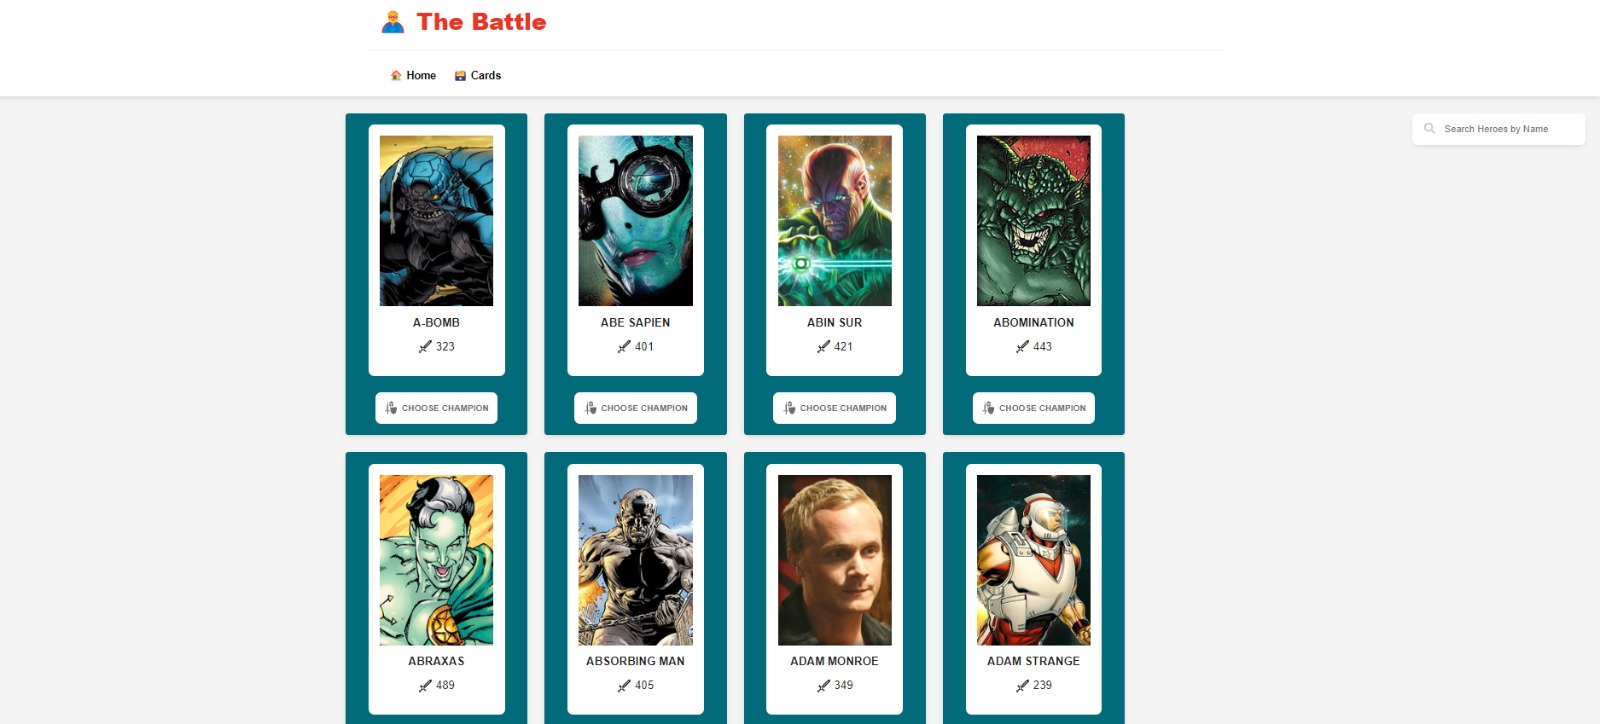 The Battle
Home Cards
Search Heroes by Name
A-BOMB
323
CHOOSE CHAMPION
ABE SAPIEN
401
CHOOSE CHAMPION
ABIN SUR
421
CHOOSE CHAMPION
ABOMINATION
443
CHOOSE CHAMPION
ABRAXAS
489
ABSORBING MAN
405
ADAM MONROE
349
ADAM STRANGE
239